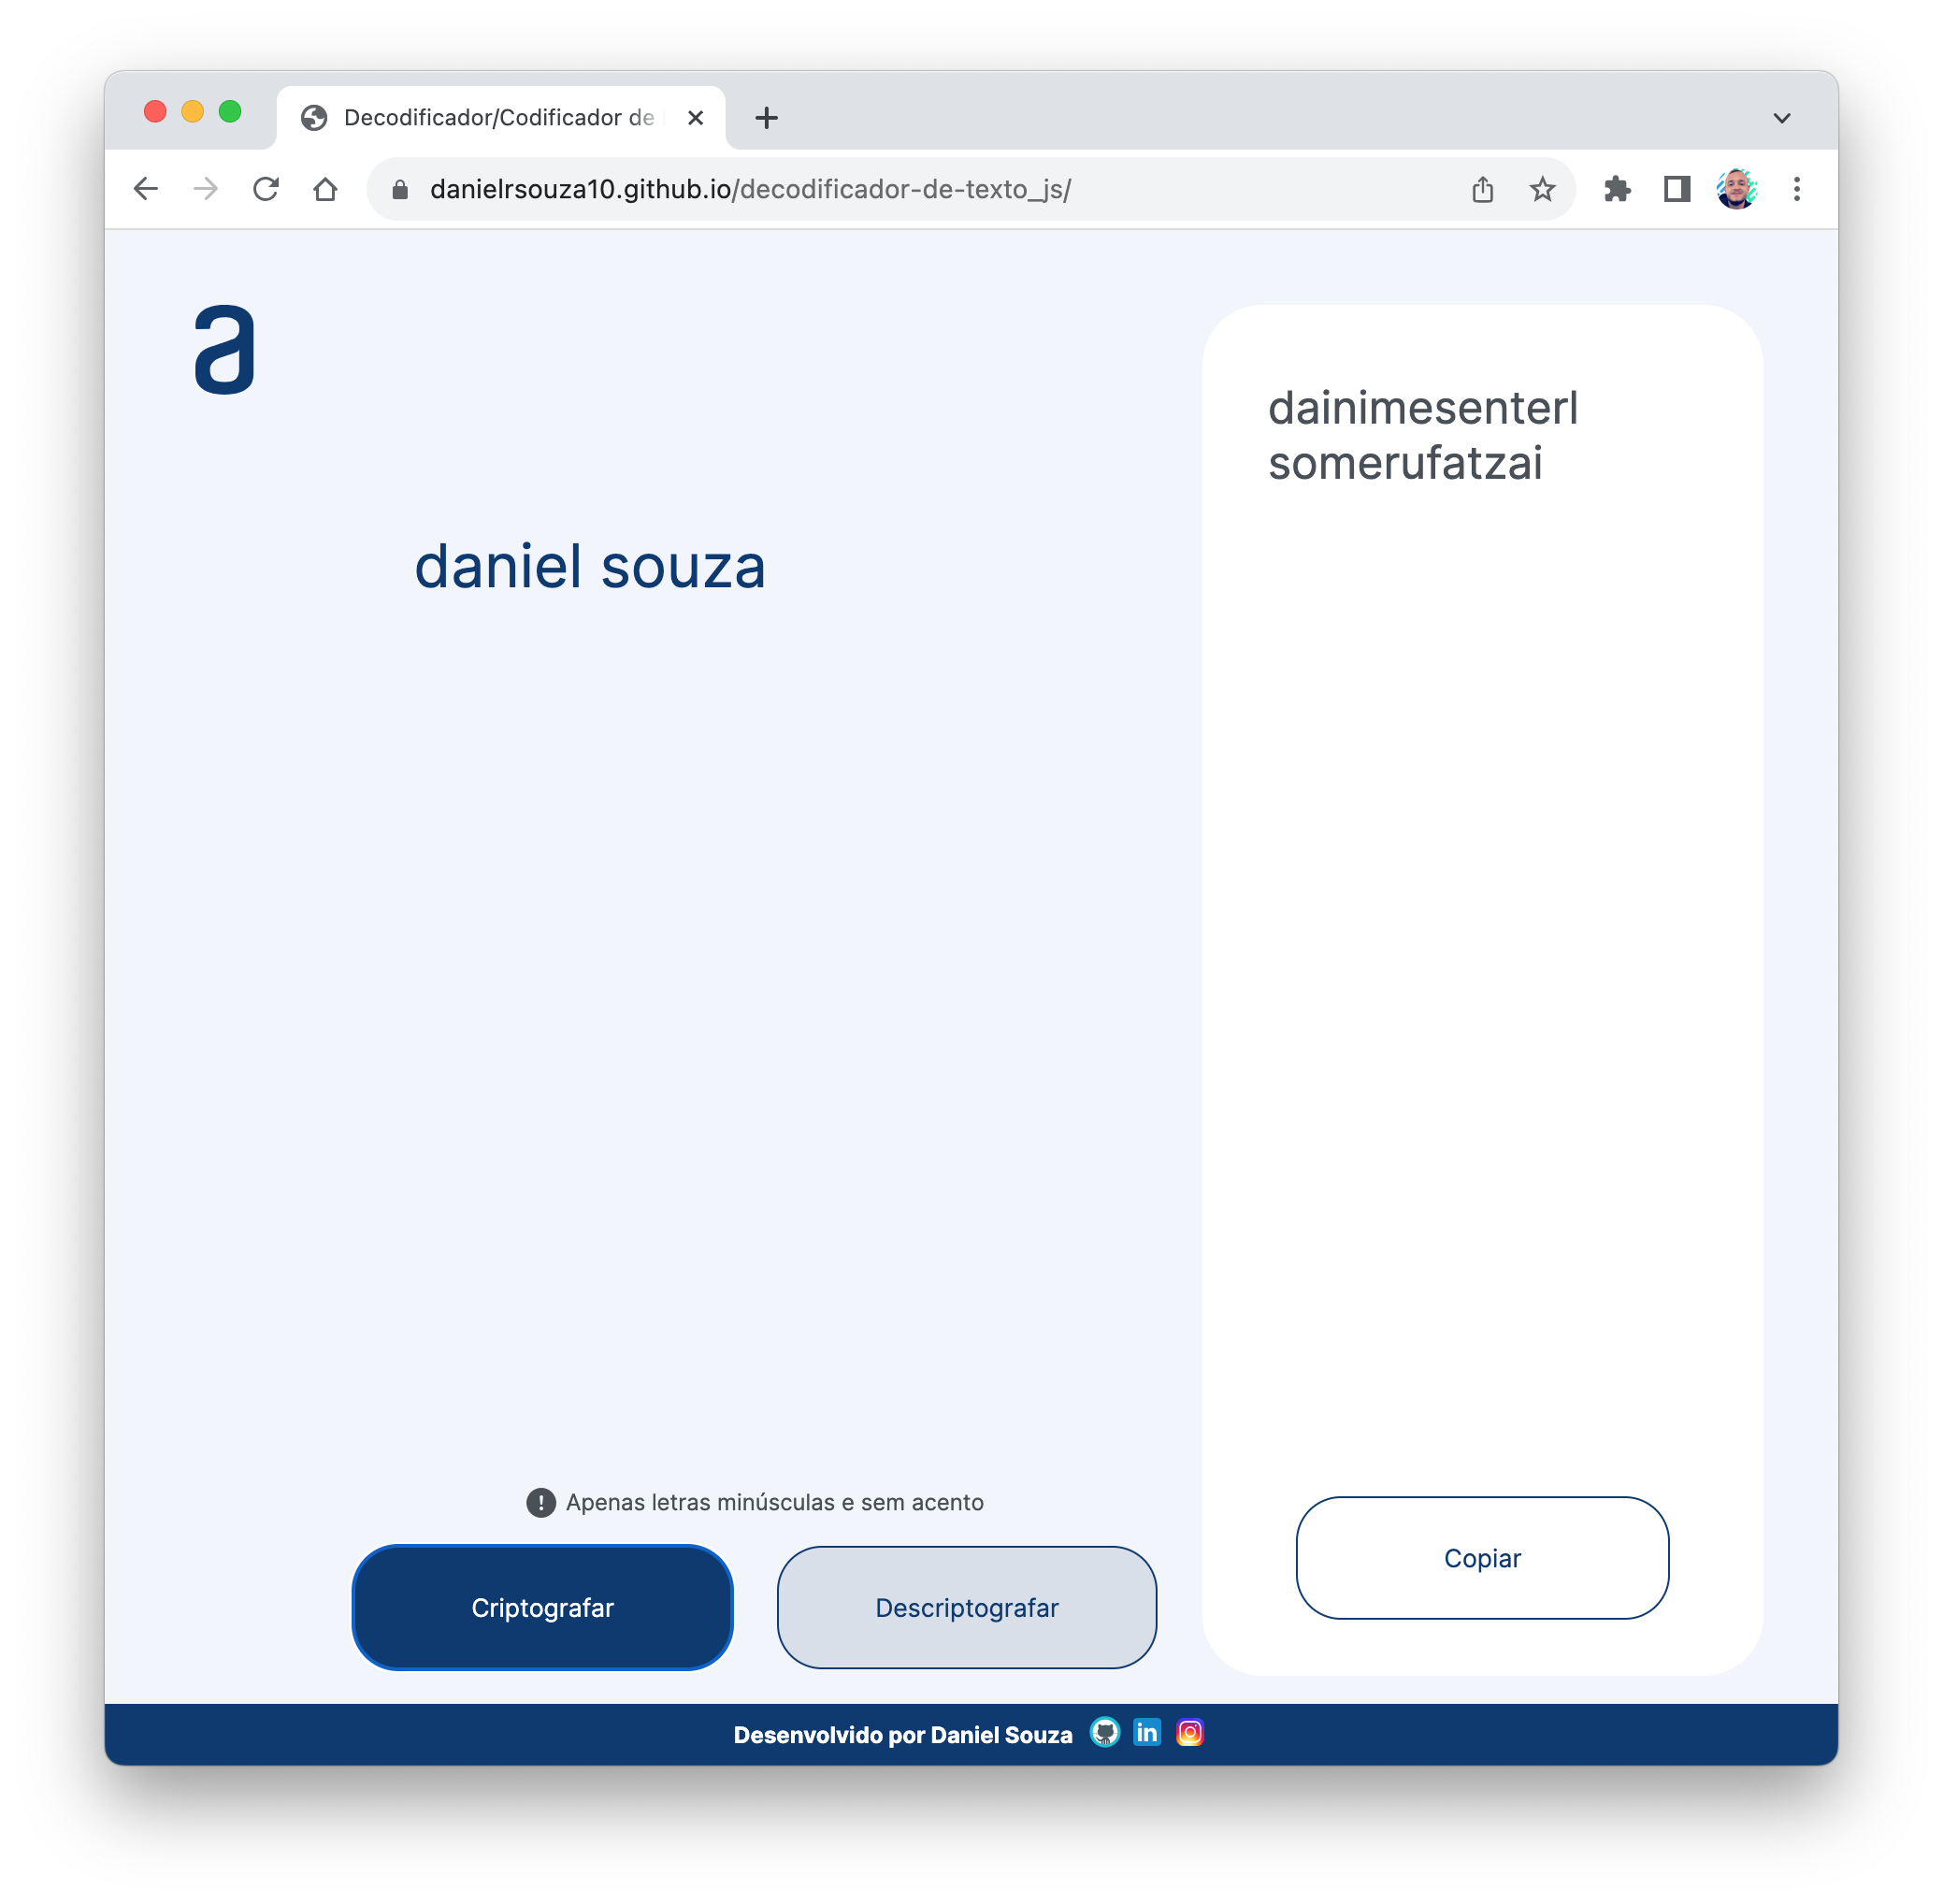 Decodificador/Codificador de
danielrsouza10.github.io/decodificador-de-texto_js/
a
daniel souza
dainimesenterl
somerufatzai
Apenas letras minúsculas e sem acento
Criptografar
Descriptografar
Copiar
Desenvolvido por Daniel Souza
in